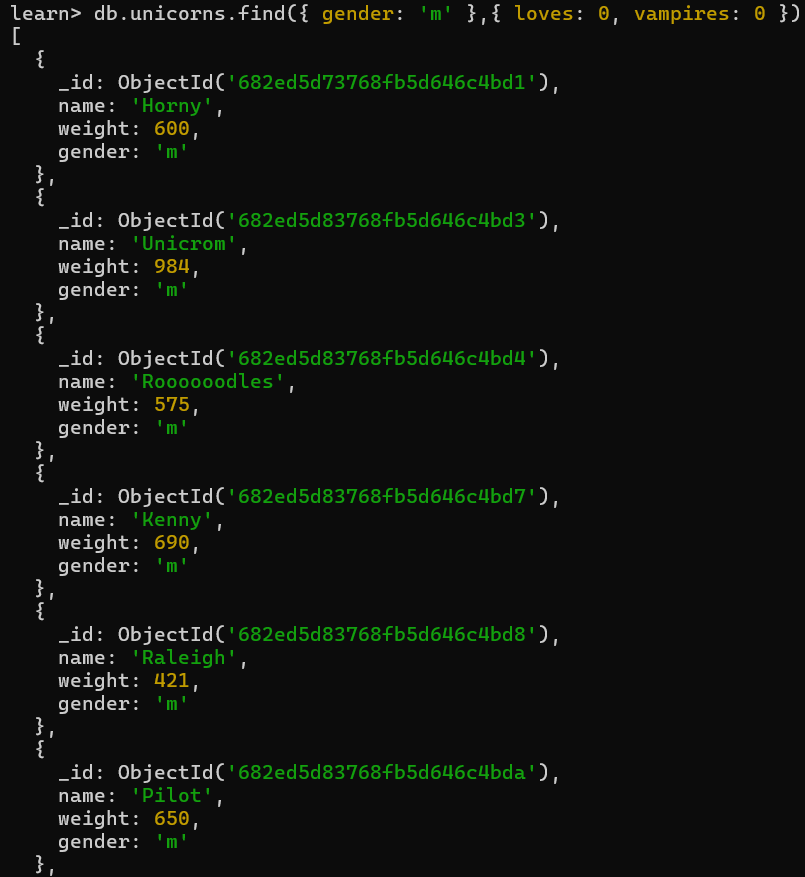 learn> db.unicorns.find({ gender: 'm' },{ loves: 0, vampires: 0 })
[
  {
    _id: ObjectId('682ed5d73768fb5d646c4bd1'),
    name: 'Horny',
    weight: 600,
    gender: 'm'
  },
  {
    _id: ObjectId('682ed5d83768fb5d646c4bd3'),
    name: 'Unicrom',
    weight: 984,
    gender: 'm'
  },
  {
    _id: ObjectId('682ed5d83768fb5d646c4bd4'),
    name: 'Roooooodles',
    weight: 575,
    gender: 'm'
  },
  {
    _id: ObjectId('682ed5d83768fb5d646c4bd7'),
    name: 'Kenny',
    weight: 690,
    gender: 'm'
  },
  {
    _id: ObjectId('682ed5d83768fb5d646c4bd8'),
    name: 'Raleigh',
    weight: 421,
    gender: 'm'
  },
  {
    _id: ObjectId('682ed5d83768fb5d646c4bda'),
    name: 'Pilot',
    weight: 650,
    gender: 'm'
  },